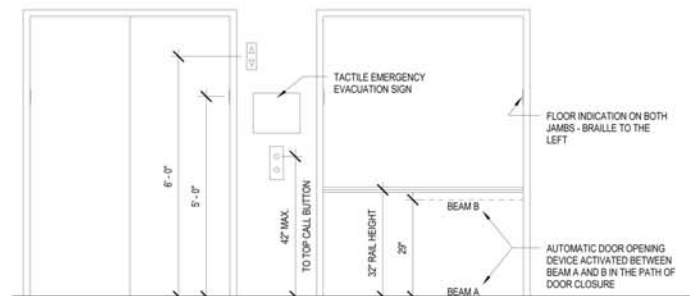 TACTILE EMERGENCY
EVACUATION SIGN
FLOOR INDICATION ON BOTH
JAMBS - BRAILLE TO THE
LEFT
6' - 0"
5' - 0"
42" MAX.
TO TOP CALL BUTTON
32" RAIL HEIGHT
29"
BEAM B
AUTOMATIC DOOR OPENING
DEVICE ACTIVATED BETWEEN
BEAM A AND B IN THE PATH OF
DOOR CLOSURE
BEAM A